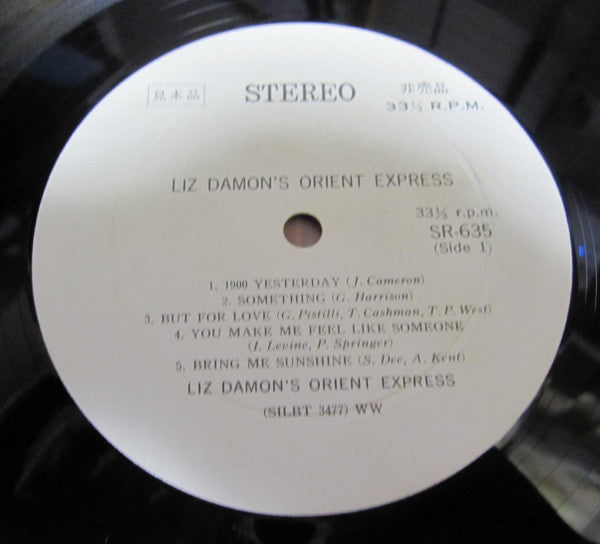 見本品 STEREO 非売品
33⅓ R.P.M.
LIZ DAMON'S ORIENT EXPRESS
33⅓ r.p.m.
SR-635
(Side 1)
1. 1900 YESTERDAY (J. Cameron)
2. SOMETHING (G. Harrison)
3. BUT FOR LOVE (G. Pistilli, T. Cashman, T. P. West)
4. YOU MAKE ME FEEL LIKE SOMEONE
(I. Levine, P. Springer)
5. BRING ME SUNSHINE (S. Dee, A. Kent)
LIZ DAMON'S ORIENT EXPRESS
(SILBT 3477) WW